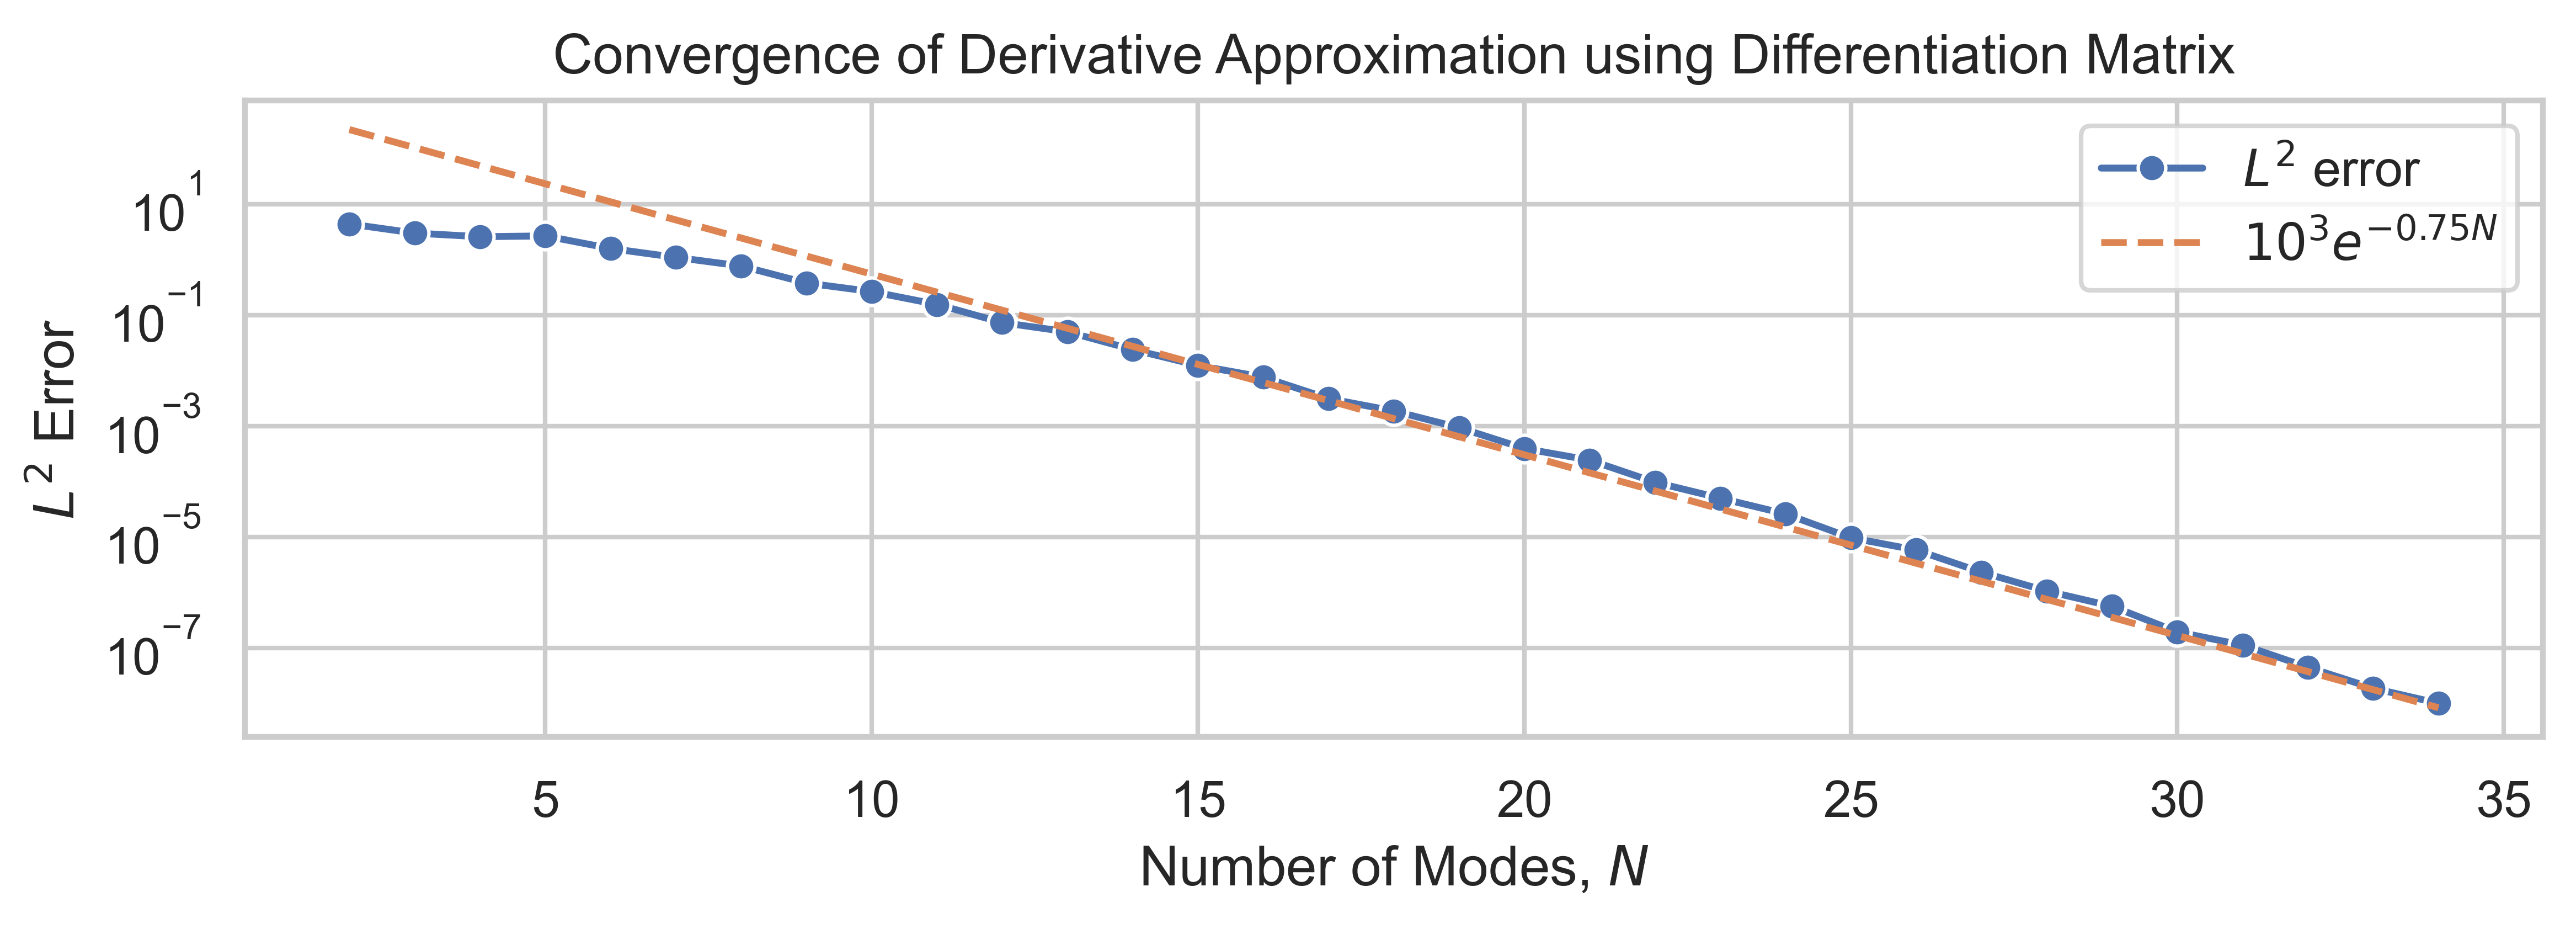 Convergence of Derivative Approximation using Differentiation Matrix
L² error
10³e⁻⁰·⁷⁵ᴺ
10¹
10⁻¹
10⁻³
10⁻⁵
10⁻⁷
L² Error
5 10 15 20 25 30 35
Number of Modes, N